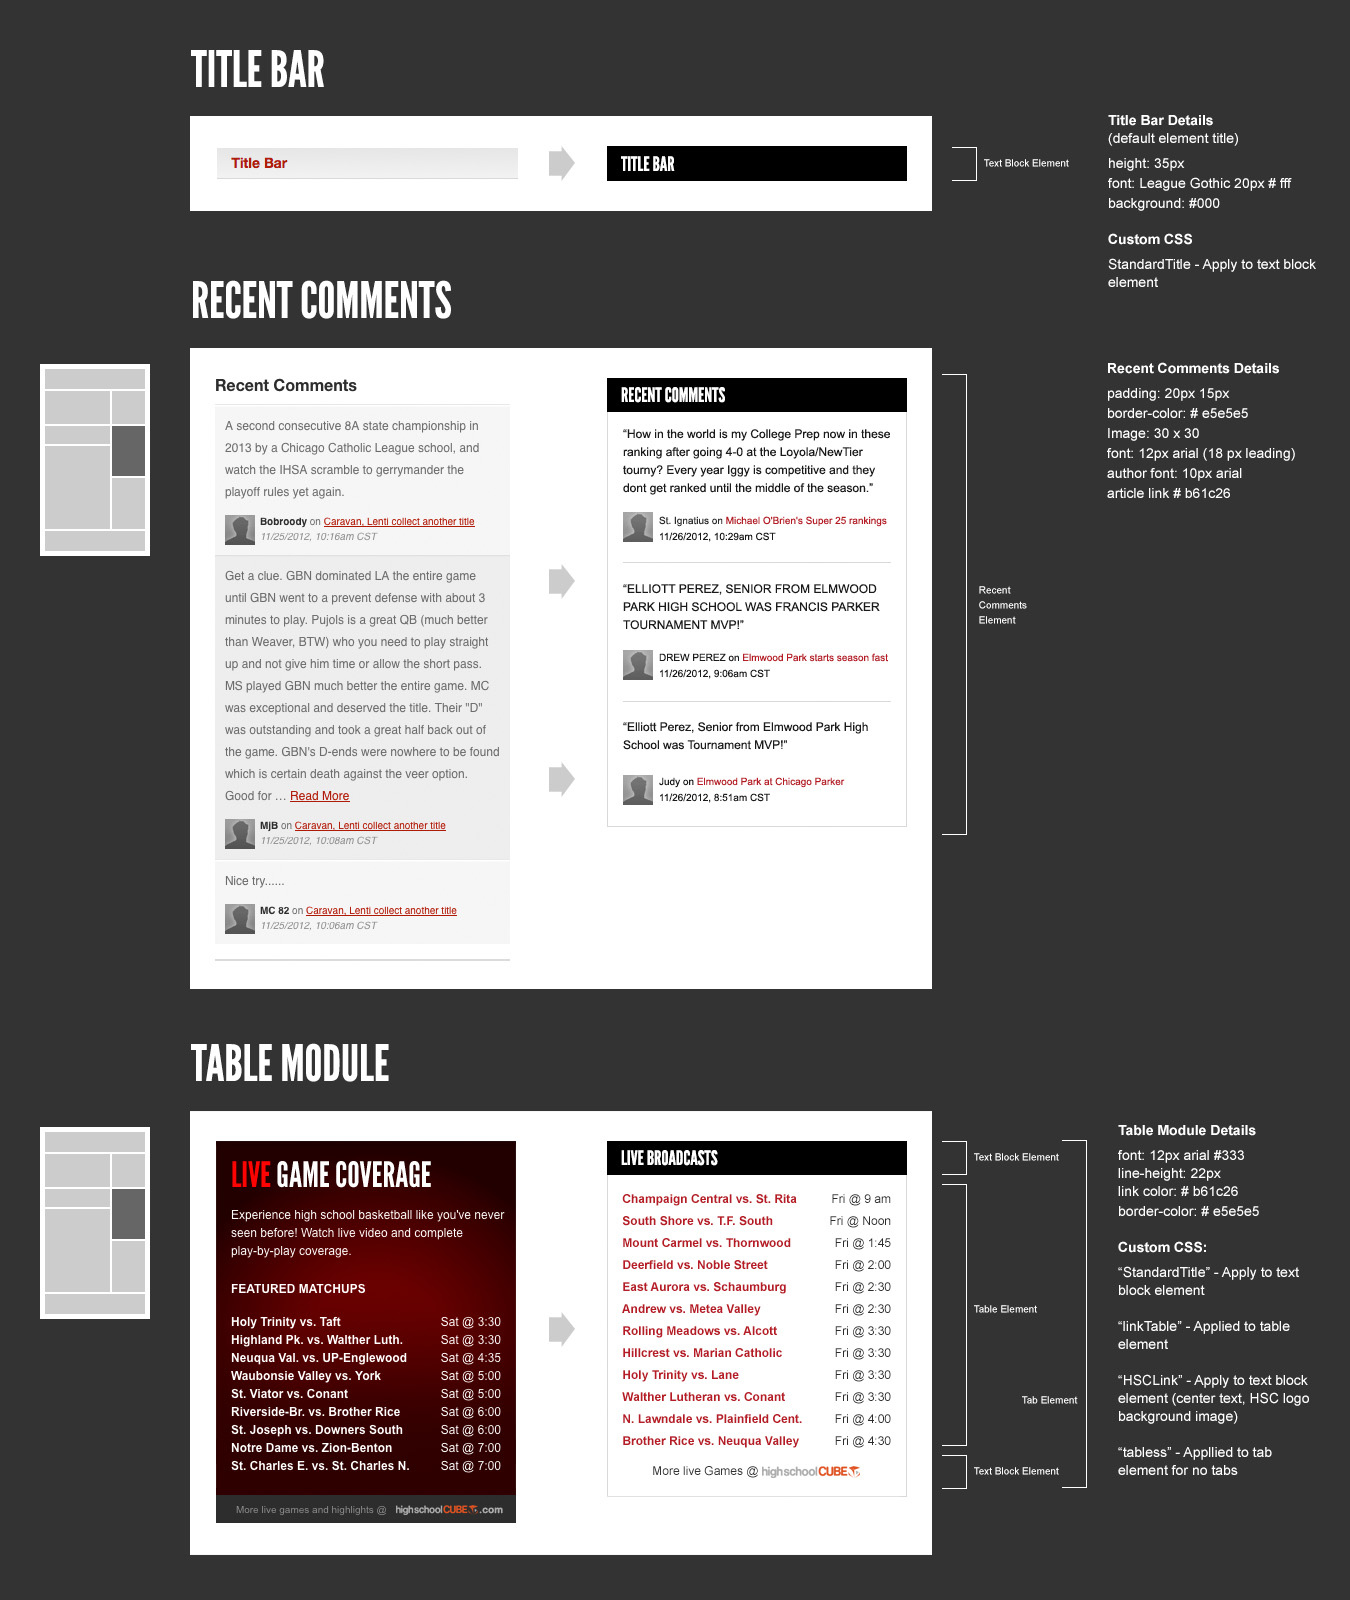 TITLE BAR
Title Bar
TITLE BAR
Text Block Element
Title Bar Details
(default element title)
height: 35px
font: League Gothic 20px # fff
background: #000
Custom CSS
StandardTitle - Apply to text block
element
RECENT COMMENTS
Recent Comments
A second consecutive 8A state championship in
2013 by a Chicago Catholic League school, and
watch the IHSA scramble to gerrymander the
playoff rules yet again.
Bobroody on Caravan, Lenti collect another title
11/25/2012, 10:16am CST
Get a clue. GBN dominated LA the entire game
until GBN went to a prevent defense with about 3
minutes to play. Pujols is a great QB (much better
than Weaver, BTW) who you need to play straight
up and not give him time or allow the short pass.
MS played GBN much better the entire game. MC
was exceptional and deserved the title. Their "D"
was outstanding and took a great half back out of
the game. GBN's D-ends were nowhere to be found
which is certain death against the veer option.
Good for ... Read More
MjB on Caravan, Lenti collect another title
11/25/2012, 10:08am CST
Nice try......
MC 82 on Caravan, Lenti collect another title
11/25/2012, 10:06am CST
RECENT COMMENTS
“How in the world is my College Prep now in these
ranking after going 4-0 at the Loyola/NewTier
tourny? Every year Iggy is competitive and they
dont get ranked until the middle of the season.”
St. Ignatius on Michael O'Brien's Super 25 rankings
11/26/2012, 10:29am CST
“ELLIOTT PEREZ, SENIOR FROM ELMWOOD
PARK HIGH SCHOOL WAS FRANCIS PARKER
TOURNAMENT MVP!”
DREW PEREZ on Elmwood Park starts season fast
11/26/2012, 9:06am CST
“Elliott Perez, Senior from Elmwood Park High
School was Tournament MVP!”
Judy on Elmwood Park at Chicago Parker
11/26/2012, 8:51am CST
Recent
Comments
Element
Recent Comments Details
padding: 20px 15px
border-color: # e5e5e5
Image: 30 x 30
font: 12px arial (18 px leading)
author font: 10px arial
article link # b61c26
TABLE MODULE
LIVE GAME COVERAGE
Experience high school basketball like you've never
seen before! Watch live video and complete
play-by-play coverage.
FEATURED MATCHUPS
Holy Trinity vs. Taft Sat @ 3:30
Highland Pk. vs. Walther Luth. Sat @ 3:30
Neuqua Val. vs. UP-Englewood Sat @ 4:35
Waubonsie Valley vs. York Sat @ 5:00
St. Viator vs. Conant Sat @ 5:00
Riverside-Br. vs. Brother Rice Sat @ 6:00
St. Joseph vs. Downers South Sat @ 6:00
Notre Dame vs. Zion-Benton Sat @ 7:00
St. Charles E. vs. St. Charles N. Sat @ 7:00
More live games and highlights @ highschoolCUBE.com
LIVE BROADCASTS
Champaign Central vs. St. Rita Fri @ 9 am
South Shore vs. T.F. South Fri @ Noon
Mount Carmel vs. Thornwood Fri @ 1:45
Deerfield vs. Noble Street Fri @ 2:00
East Aurora vs. Schaumburg Fri @ 2:30
Andrew vs. Metea Valley Fri @ 2:30
Rolling Meadows vs. Alcott Fri @ 3:30
Hillcrest vs. Marian Catholic Fri @ 3:30
Holy Trinity vs. Lane Fri @ 3:30
Walther Lutheran vs. Conant Fri @ 3:30
N. Lawndale vs. Plainfield Cent. Fri @ 4:00
Brother Rice vs. Neuqua Valley Fri @ 4:30
More live Games @ highschoolCUBE
Text Block Element
Table Element
Tab Element
Text Block Element
Table Module Details
font: 12px arial #333
line-height: 22px
link color: # b61c26
border-color: # e5e5e5
Custom CSS:
“StandardTitle” - Apply to text
block element
“linkTable” - Applied to table
element
“HSCLink” - Apply to text block
element (center text, HSC logo
background image)
“tabless” - Appllied to tab
element for no tabs